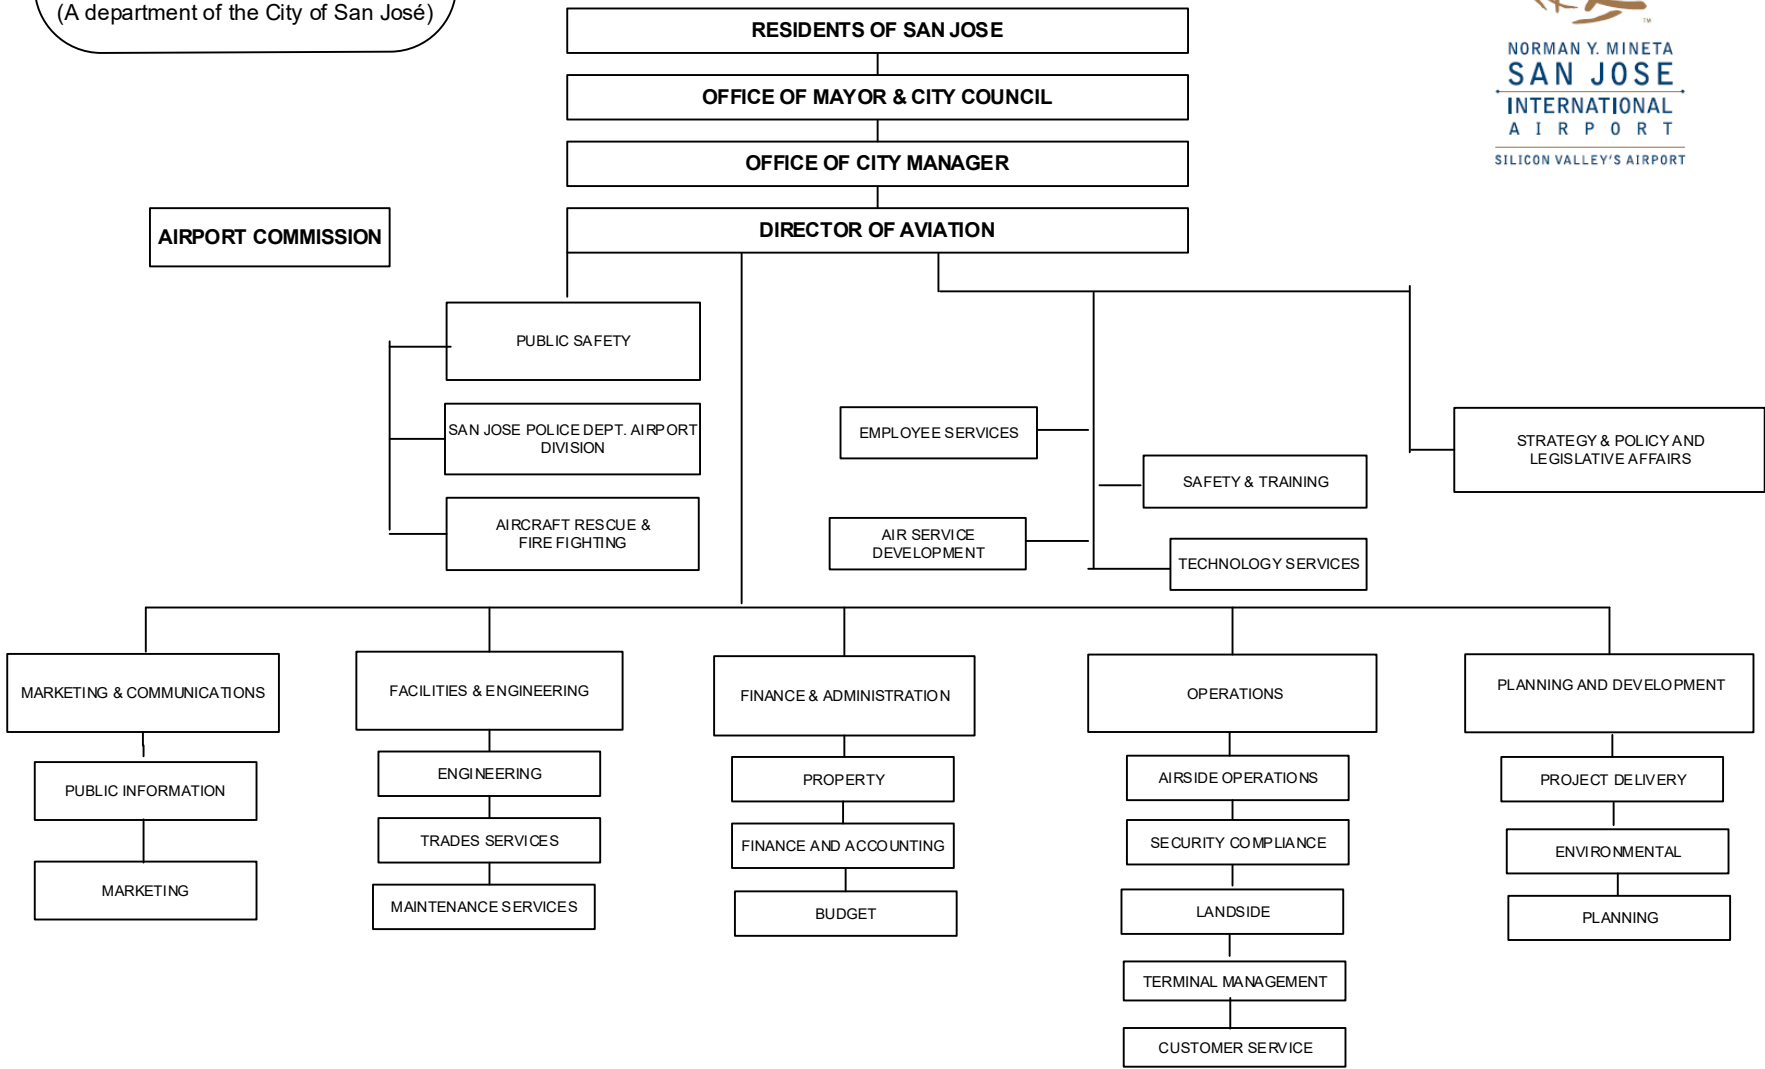 (A department of the City of San José)
RESIDENTS OF SAN JOSE
OFFICE OF MAYOR & CITY COUNCIL
OFFICE OF CITY MANAGER
DIRECTOR OF AVIATION
AIRPORT COMMISSION
TM
NORMAN Y. MINETA
SAN JOSE
INTERNATIONAL
AIRPORT
SILICON VALLEY'S AIRPORT
PUBLIC SAFETY
SAN JOSE POLICE DEPT. AIRPORT
DIVISION
AIRCRAFT RESCUE &
FIRE FIGHTING
EMPLOYEE SERVICES
AIR SERVICE
DEVELOPMENT
SAFETY & TRAINING
TECHNOLOGY SERVICES
STRATEGY & POLICY AND
LEGISLATIVE AFFAIRS
MARKETING & COMMUNICATIONS
PUBLIC INFORMATION
MARKETING
FACILITIES & ENGINEERING
ENGINEERING
TRADES SERVICES
MAINTENANCE SERVICES
FINANCE & ADMINISTRATION
PROPERTY
FINANCE AND ACCOUNTING
BUDGET
OPERATIONS
AIRSIDE OPERATIONS
SECURITY COMPLIANCE
LANDSIDE
TERMINAL MANAGEMENT
CUSTOMER SERVICE
PLANNING AND DEVELOPMENT
PROJECT DELIVERY
ENVIRONMENTAL
PLANNING